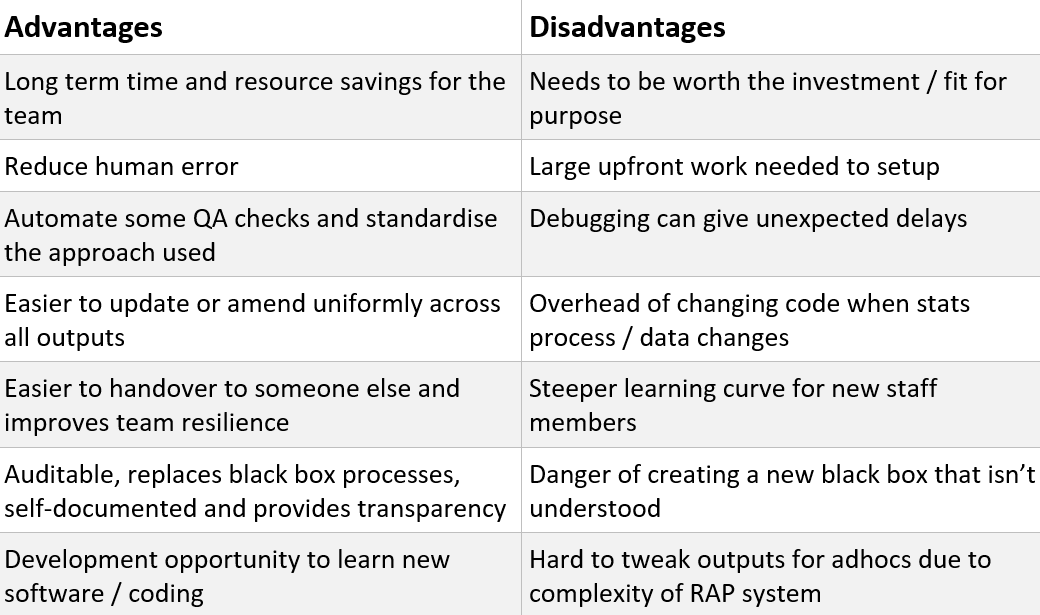 Advantages
Disadvantages
Long term time and resource savings for the
team
Needs to be worth the investment / fit for
purpose
Reduce human error
Large upfront work needed to setup
Automate some QA checks and standardise
the approach used
Debugging can give unexpected delays
Easier to update or amend uniformly across
all outputs
Overhead of changing code when stats
process / data changes
Easier to handover to someone else and
improves team resilience
Steeper learning curve for new staff
members
Auditable, replaces black box processes,
self-documented and provides transparency
Danger of creating a new black box that isn’t
understood
Development opportunity to learn new
software / coding
Hard to tweak outputs for adhocs due to
complexity of RAP system